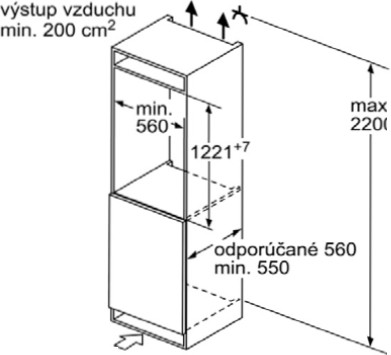 výstup vzduchu
min. 200 cm²
min.
560
1221+7
max
2200
odporúčané 560
min. 550